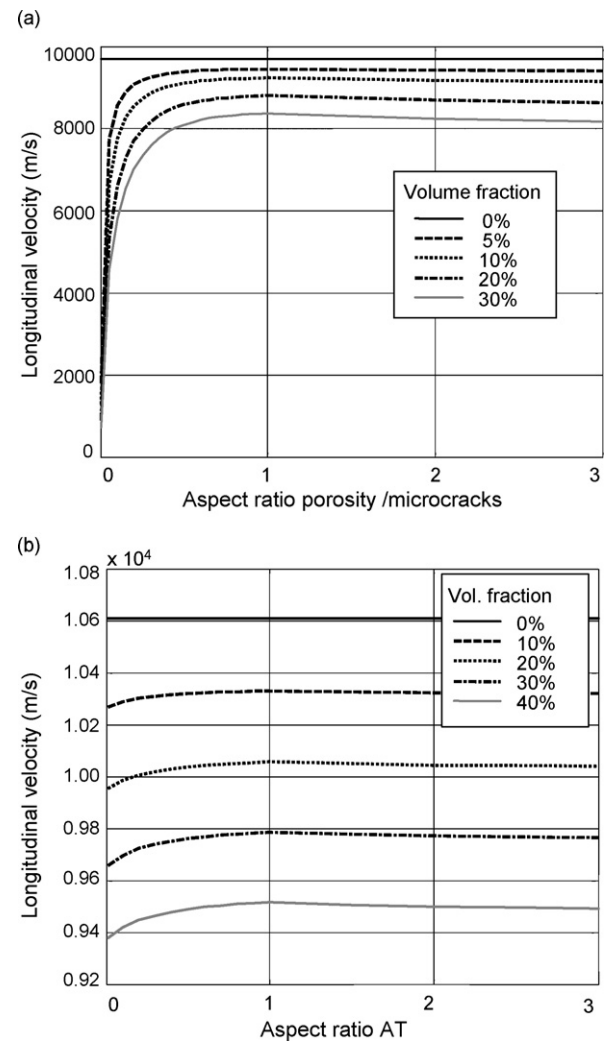 (a)
10000
8000
6000
4000
2000
0
Longitudinal velocity (m/s)
Volume fraction
0%
5%
10%
20%
30%
0 1 2 3
Aspect ratio porosity /microcracks
(b)
x 10⁴
1.08
1.06
1.04
1.02
1.00
0.98
0.96
0.94
0.92
Longitudinal velocity (m/s)
Vol. fraction
0%
10%
20%
30%
40%
0 1 2 3
Aspect ratio AT